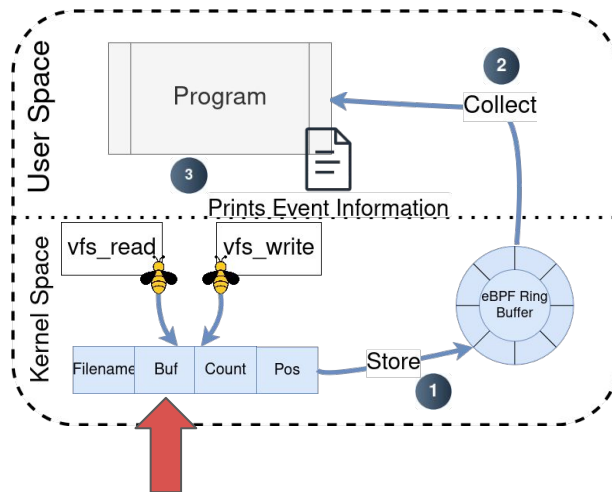 User Space
Program
2
Collect
3
Prints Event Information
Kernel Space
vfs_read
vfs_write
eBPF Ring
Buffer
Filename
Buf
Count
Pos
Store
1